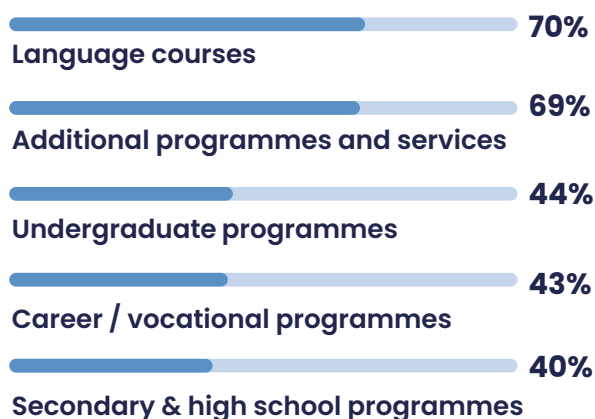 70%
Language courses
69%
Additional programmes and services
44%
Undergraduate programmes
43%
Career / vocational programmes
40%
Secondary & high school programmes